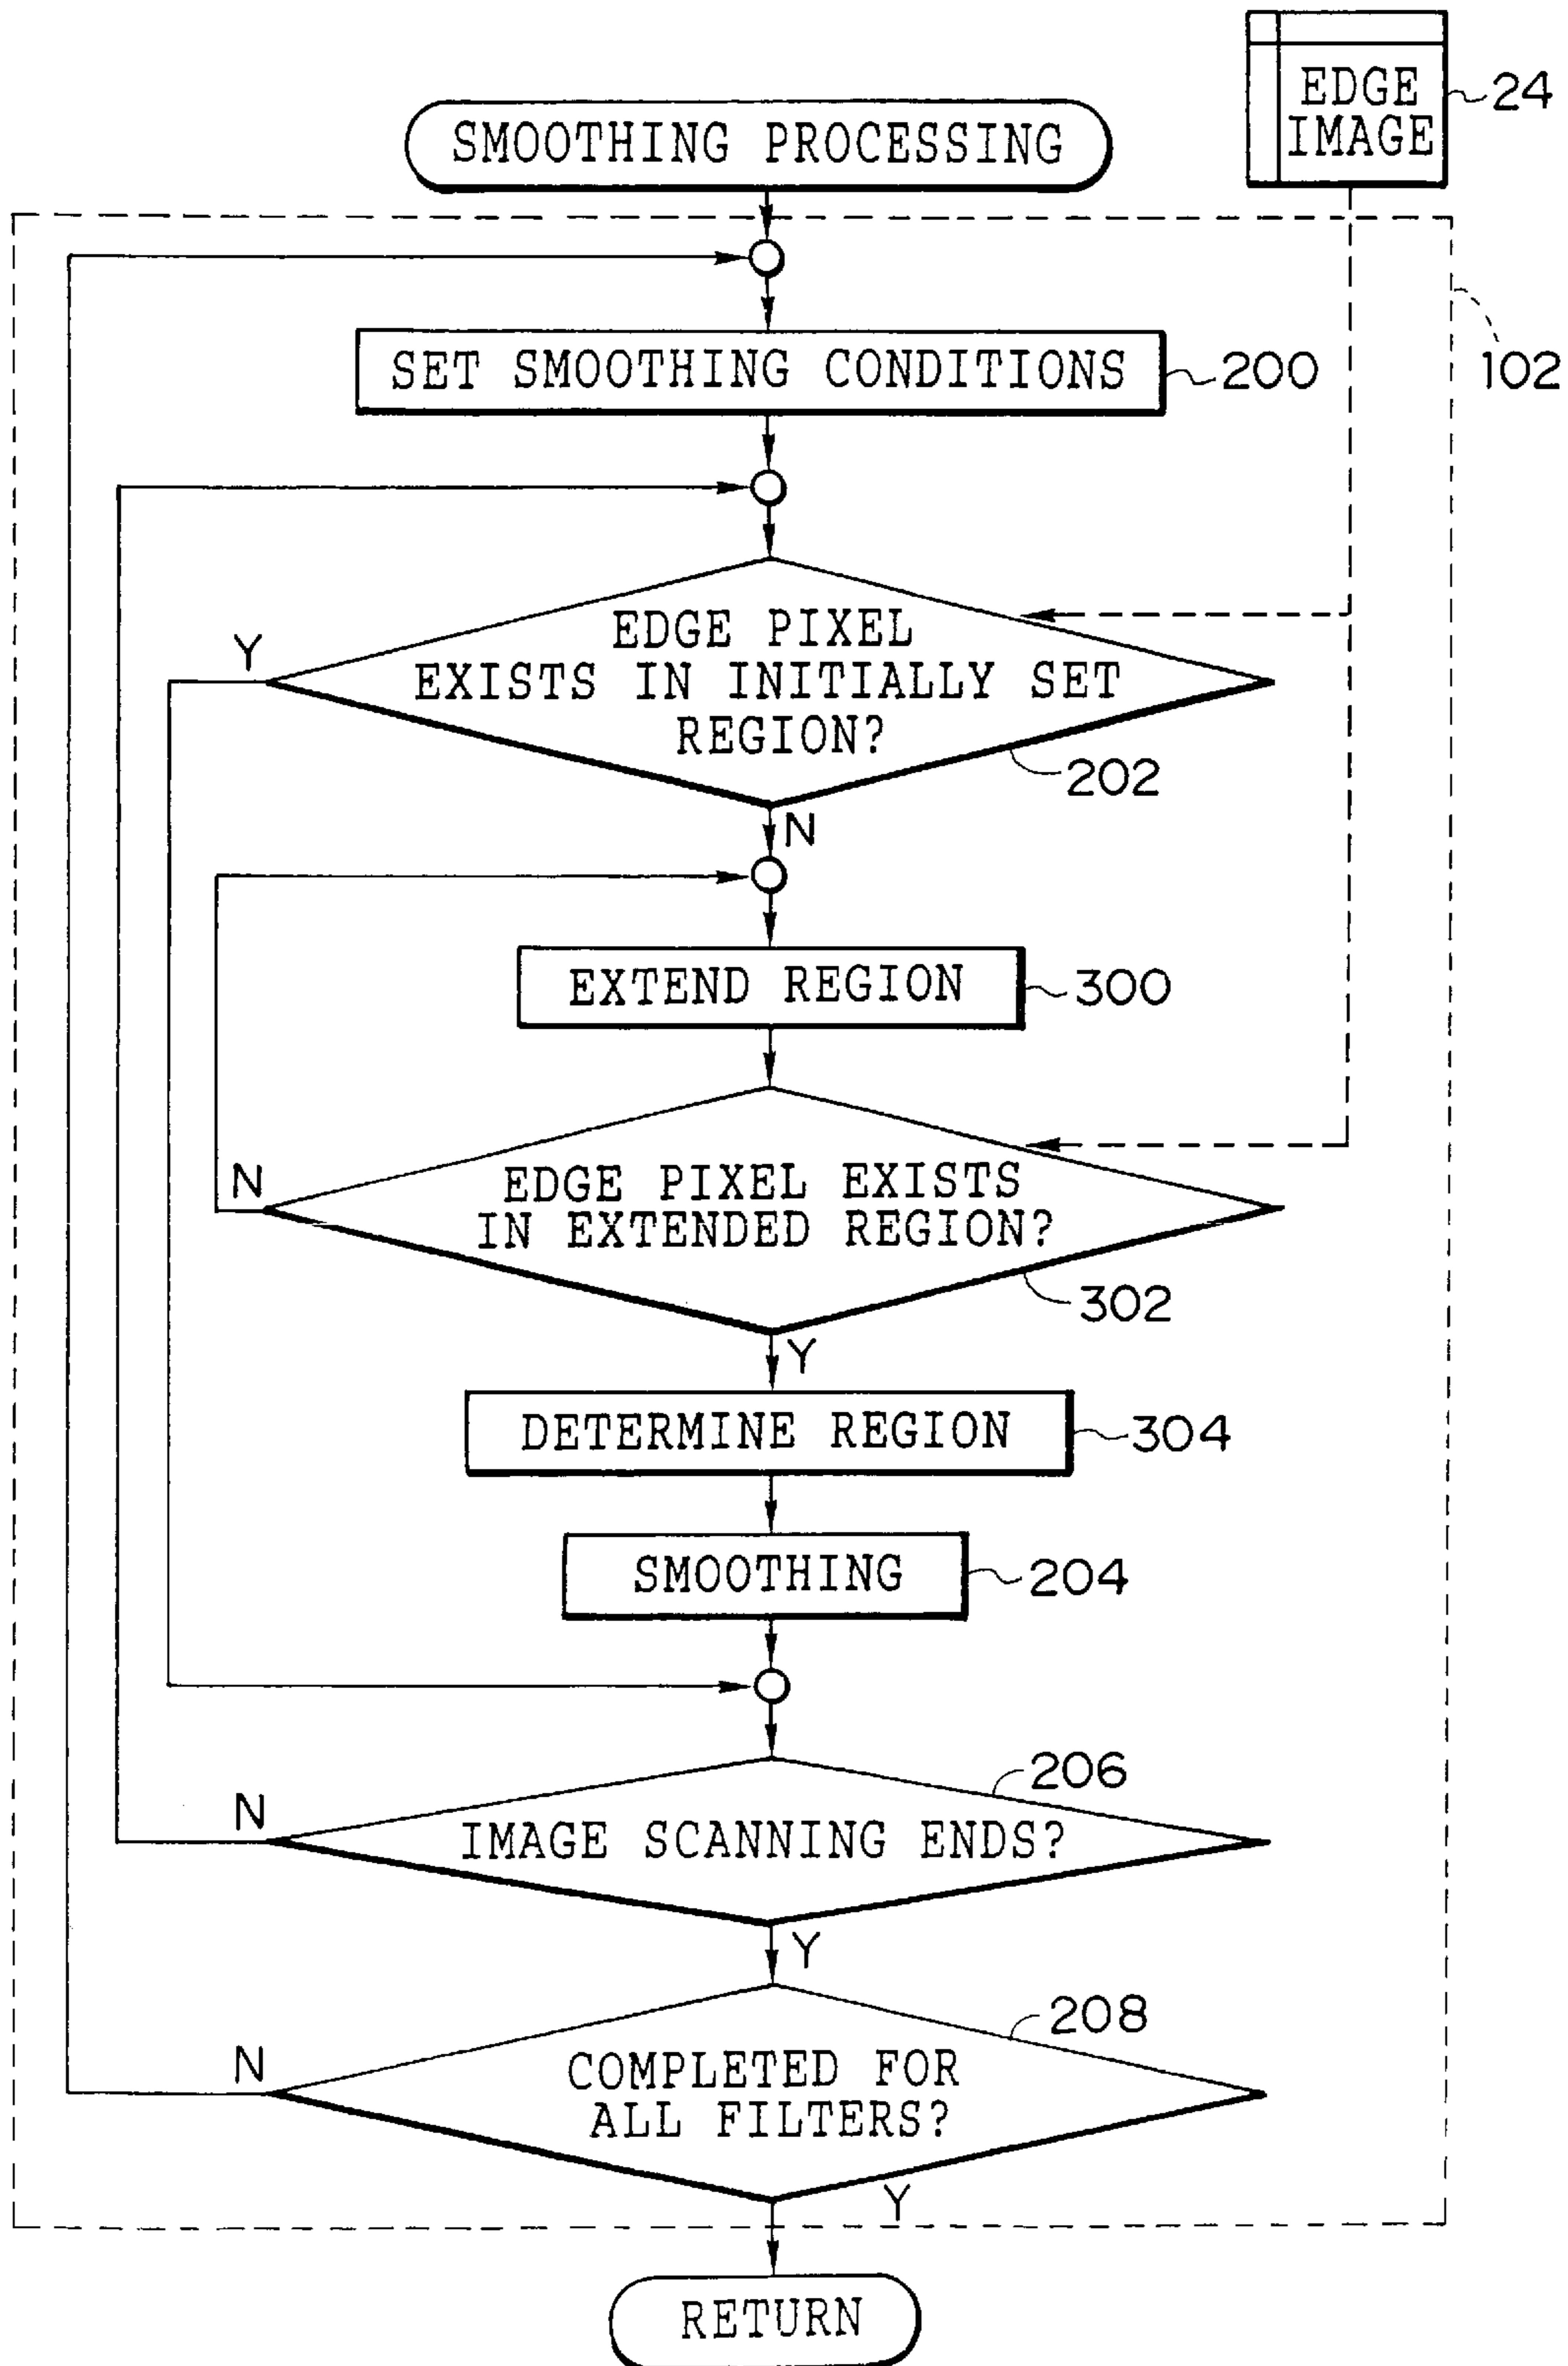 EDGE
IMAGE
24
SMOOTHING PROCESSING
102
SET SMOOTHING CONDITIONS
200
EDGE PIXEL
EXISTS IN INITIALLY SET
REGION?
Y
202
N
EXTEND REGION
300
EDGE PIXEL EXISTS
IN EXTENDED REGION?
N
302
Y
DETERMINE REGION
304
SMOOTHING
204
206
IMAGE SCANNING ENDS?
N
Y
208
COMPLETED FOR
ALL FILTERS?
N
Y
RETURN